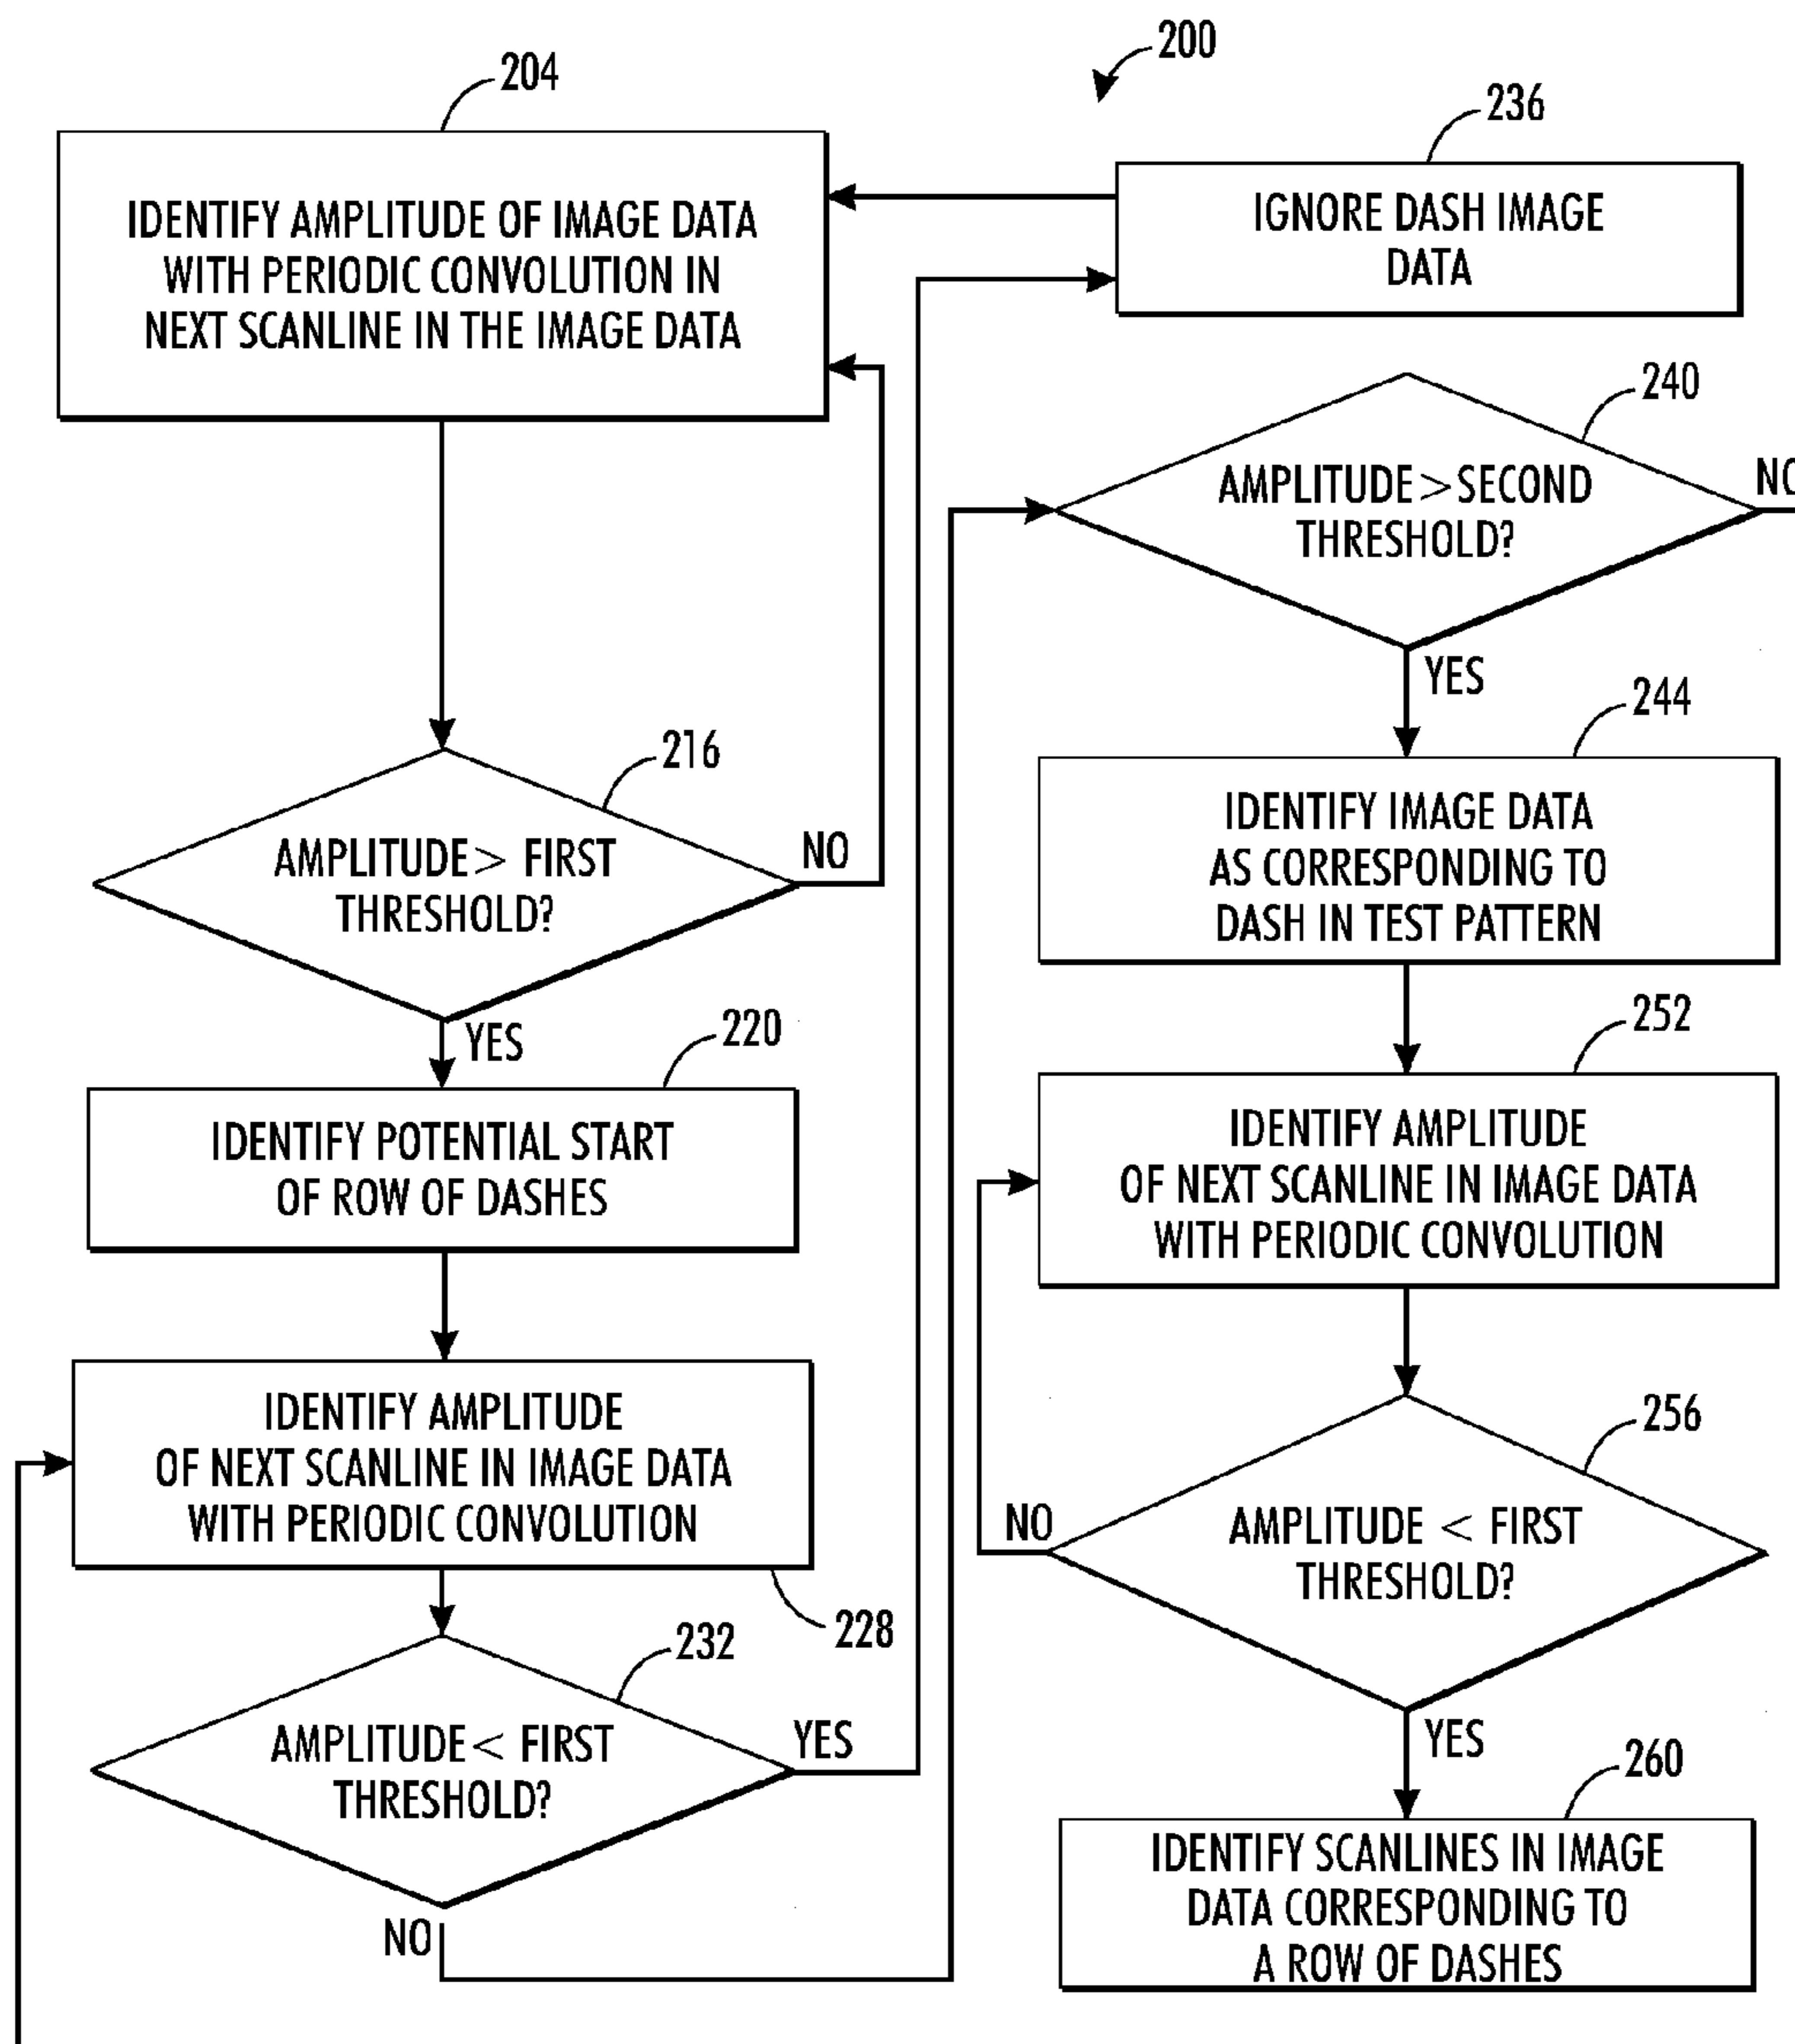 200
204
IDENTIFY AMPLITUDE OF IMAGE DATA
WITH PERIODIC CONVOLUTION IN
NEXT SCANLINE IN THE IMAGE DATA
216
AMPLITUDE > FIRST
THRESHOLD?
NO
YES
220
IDENTIFY POTENTIAL START
OF ROW OF DASHES
IDENTIFY AMPLITUDE
OF NEXT SCANLINE IN IMAGE DATA
WITH PERIODIC CONVOLUTION
228
232
AMPLITUDE < FIRST
THRESHOLD?
YES
NO
236
IGNORE DASH IMAGE
DATA
240
AMPLITUDE > SECOND
THRESHOLD?
NO
YES
244
IDENTIFY IMAGE DATA
AS CORRESPONDING TO
DASH IN TEST PATTERN
252
IDENTIFY AMPLITUDE
OF NEXT SCANLINE IN IMAGE DATA
WITH PERIODIC CONVOLUTION
256
AMPLITUDE < FIRST
THRESHOLD?
NO
YES
260
IDENTIFY SCANLINES IN IMAGE
DATA CORRESPONDING TO
A ROW OF DASHES